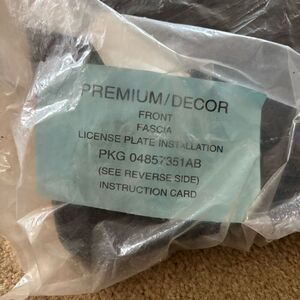 PREMIUM/DECOR
FRONT
FASCIA
LICENSE PLATE INSTALLATION
PKG 04857351AB
(SEE REVERSE SIDE)
INSTRUCTION CARD